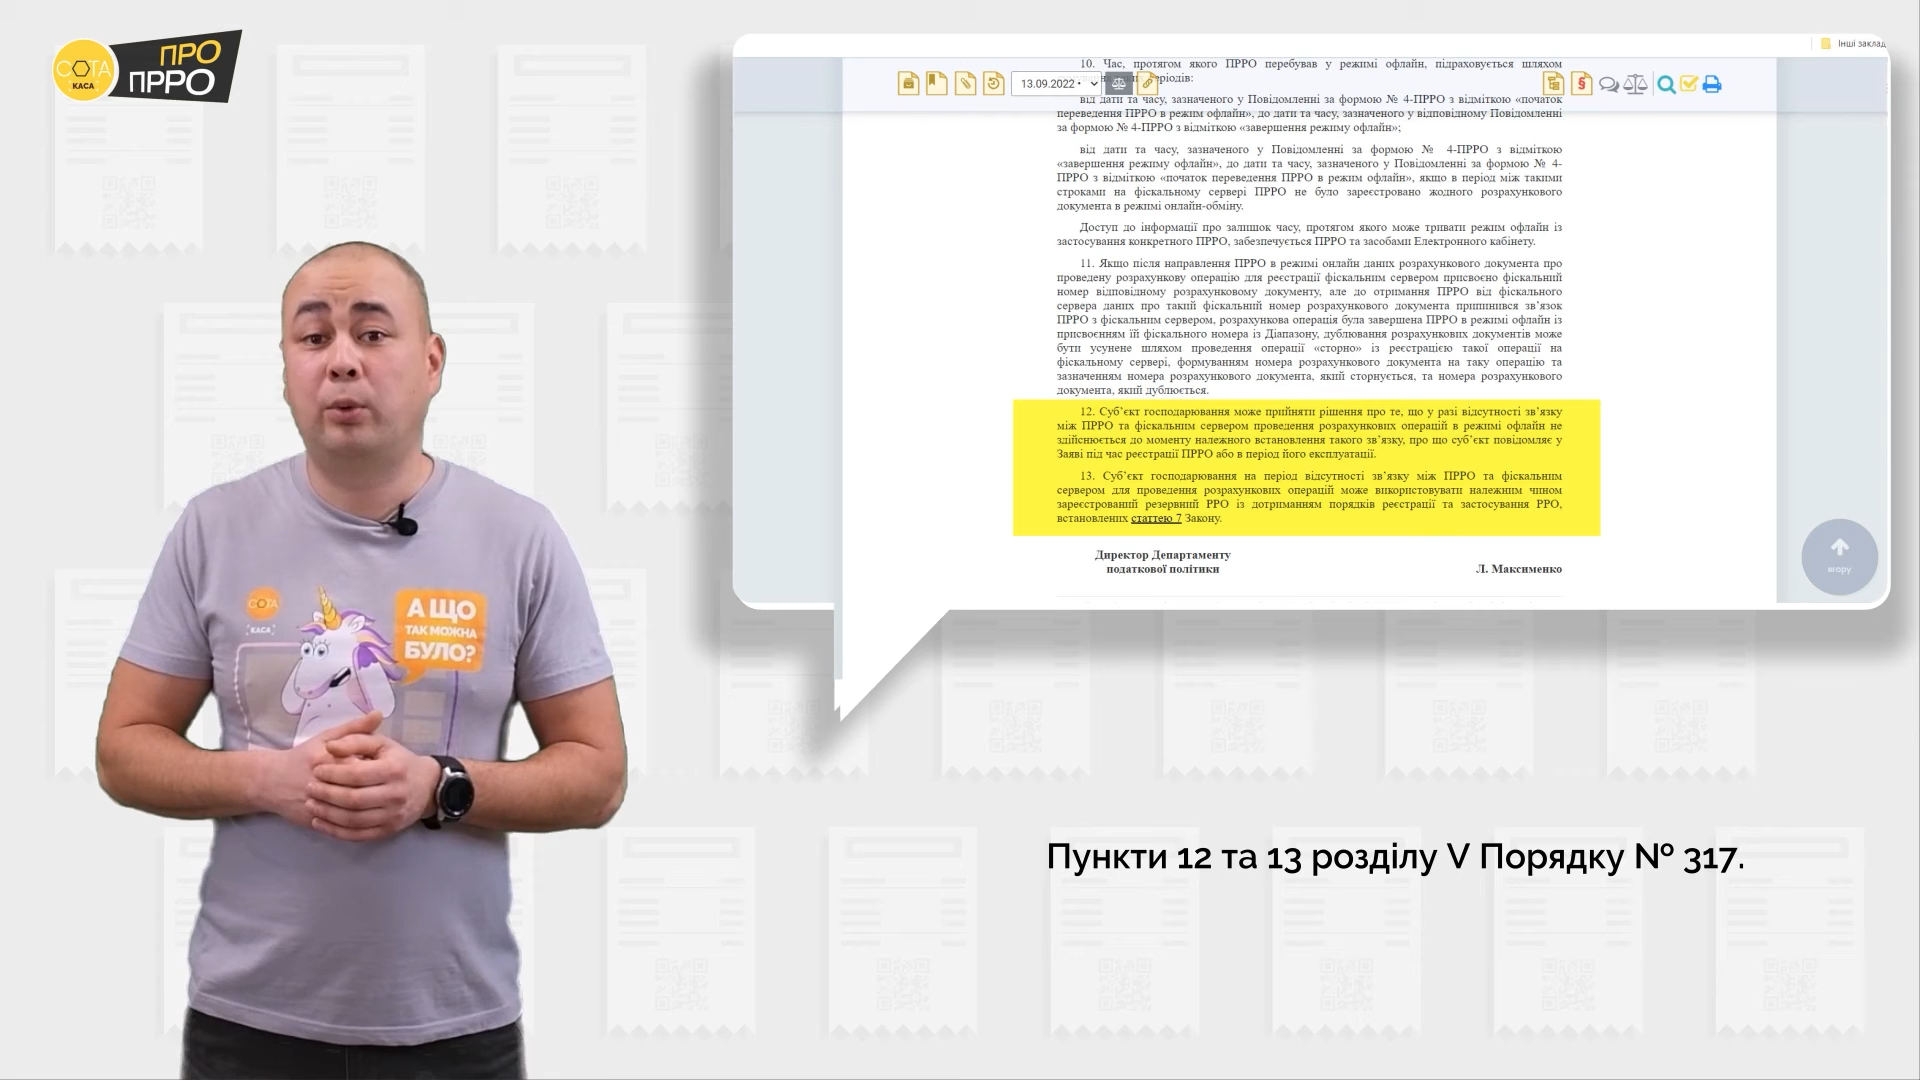 СОТА
КАСА
ПРО
ПРРО
Інші заклад
13.09.2022
10. Час, протягом якого ПРРО перебував у режимі офлайн, підраховується шляхом
від дати та часу, зазначеного у Повідомленні за формою № 4-ПРРО з відміткою «початок
переведення ПРРО в режим офлайн», до дати та часу, зазначеного у відповідному Повідомленні
за формою № 4-ПРРО з відміткою «завершення режиму офлайн»;
від дати та часу, зазначеного у Повідомленні за формою № 4-ПРРО з відміткою
«завершення режиму офлайн», до дати та часу, зазначеного у Повідомленні за формою № 4-
ПРРО з відміткою «початок переведення ПРРО в режим офлайн», якщо в період між такими
строками на фіскальному сервері ПРРО не було зареєстровано жодного розрахункового
документа в режимі онлайн-обміну.
Доступ до інформації про залишок часу, протягом якого може тривати режим офлайн із
застосування конкретного ПРРО, забезпечується ПРРО та засобами Електронного кабінету.
11. Якщо після направлення ПРРО в режимі онлайн даних розрахункового документа про
проведену розрахункову операцію для реєстрації фіскальним сервером присвоєно фіскальний
номер відповідному розрахунковому документу, але до отримання ПРРО від фіскального
сервера даних про такий фіскальний номер розрахункового документа припинився зв’язок
ПРРО з фіскальним сервером, розрахункова операція була завершена ПРРО в режимі офлайн із
присвоєнням їй фіскального номера із Діапазону, дублювання розрахункових документів може
бути усунене шляхом проведення операції «сторно» із реєстрацією такої операції на
фіскальному сервері, формуванням номера розрахункового документа на таку операцію та
зазначенням номера розрахункового документа, який сторнується, та номера розрахункового
документа, який дублюється.
12. Суб’єкт господарювання може прийняти рішення про те, що у разі відсутності зв’язку
між ПРРО та фіскальним сервером проведення розрахункових операцій в режимі офлайн не
здійснюється до моменту належного встановлення такого зв’язку, про що суб’єкт повідомляє у
Заяві під час реєстрації ПРРО або в період його експлуатації.
13. Суб’єкт господарювання на період відсутності зв’язку між ПРРО та фіскальним
сервером для проведення розрахункових операцій може використовувати належним чином
зареєстрований резервний РРО із дотриманням порядків реєстрації та застосування РРО,
встановлених статтею 7 Закону.
Директор Департаменту
податкової політики
Л. Максименко
вгору
СОТА
КАСА
А ЩО
ТАК МОЖНА
БУЛО?
Пункти 12 та 13 розділу V Порядку № 317.